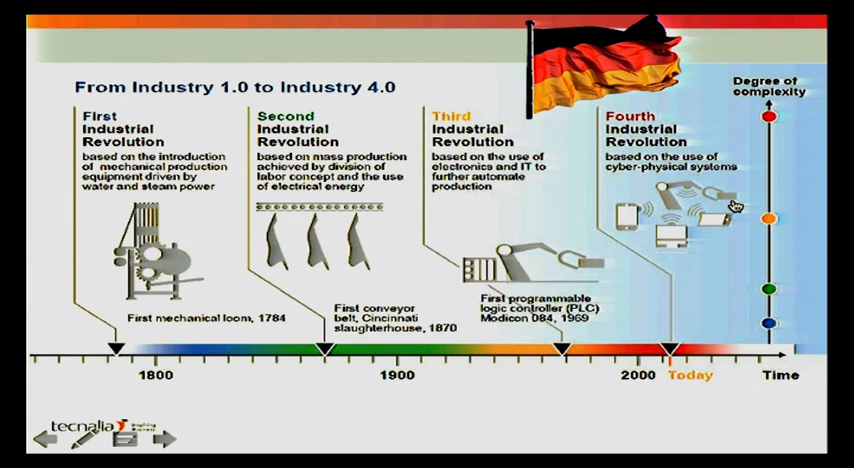 From Industry 1.0 to Industry 4.0
Degree of
complexity
First
Industrial
Revolution
based on the introduction
of mechanical production
equipment driven by
water and steam power
Second
Industrial
Revolution
based on mass production
achieved by division of
labor concept and the use
of electrical energy
Third
Industrial
Revolution
based on the use of
electronics and IT to
further automate
production
Fourth
Industrial
Revolution
based on the use of
cyber-physical systems
First mechanical loom, 1784
First conveyor
belt, Cincinnati
slaughterhouse, 1870
First programmable
logic controller (PLC)
Modicon 084, 1969
1800
1900
2000
Today
Time
tecnalia
Inspiring
Business